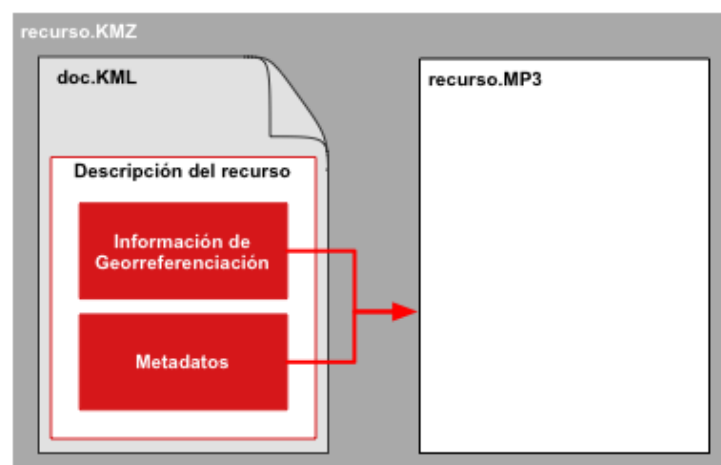 recurso.KMZ
doc.KML
recurso.MP3
Descripción del recurso
Información de
Georreferenciación
Metadatos